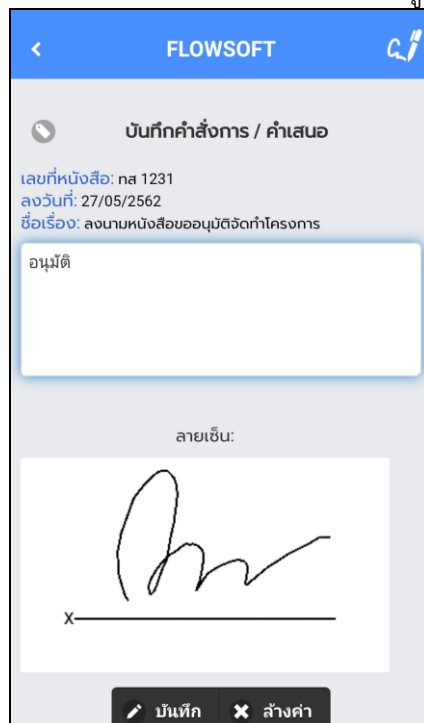 FLOWSOFT
บันทึกคำสั่งการ / คำเสนอ
เลขที่หนังสือ: ทส 1231
ลงวันที่: 27/05/2562
ชื่อเรื่อง: ลงนามหนังสือขออนุมัติจัดทำโครงการ
อนุมัติ
ลายเซ็น:
X
บันทึก ล้างค่า